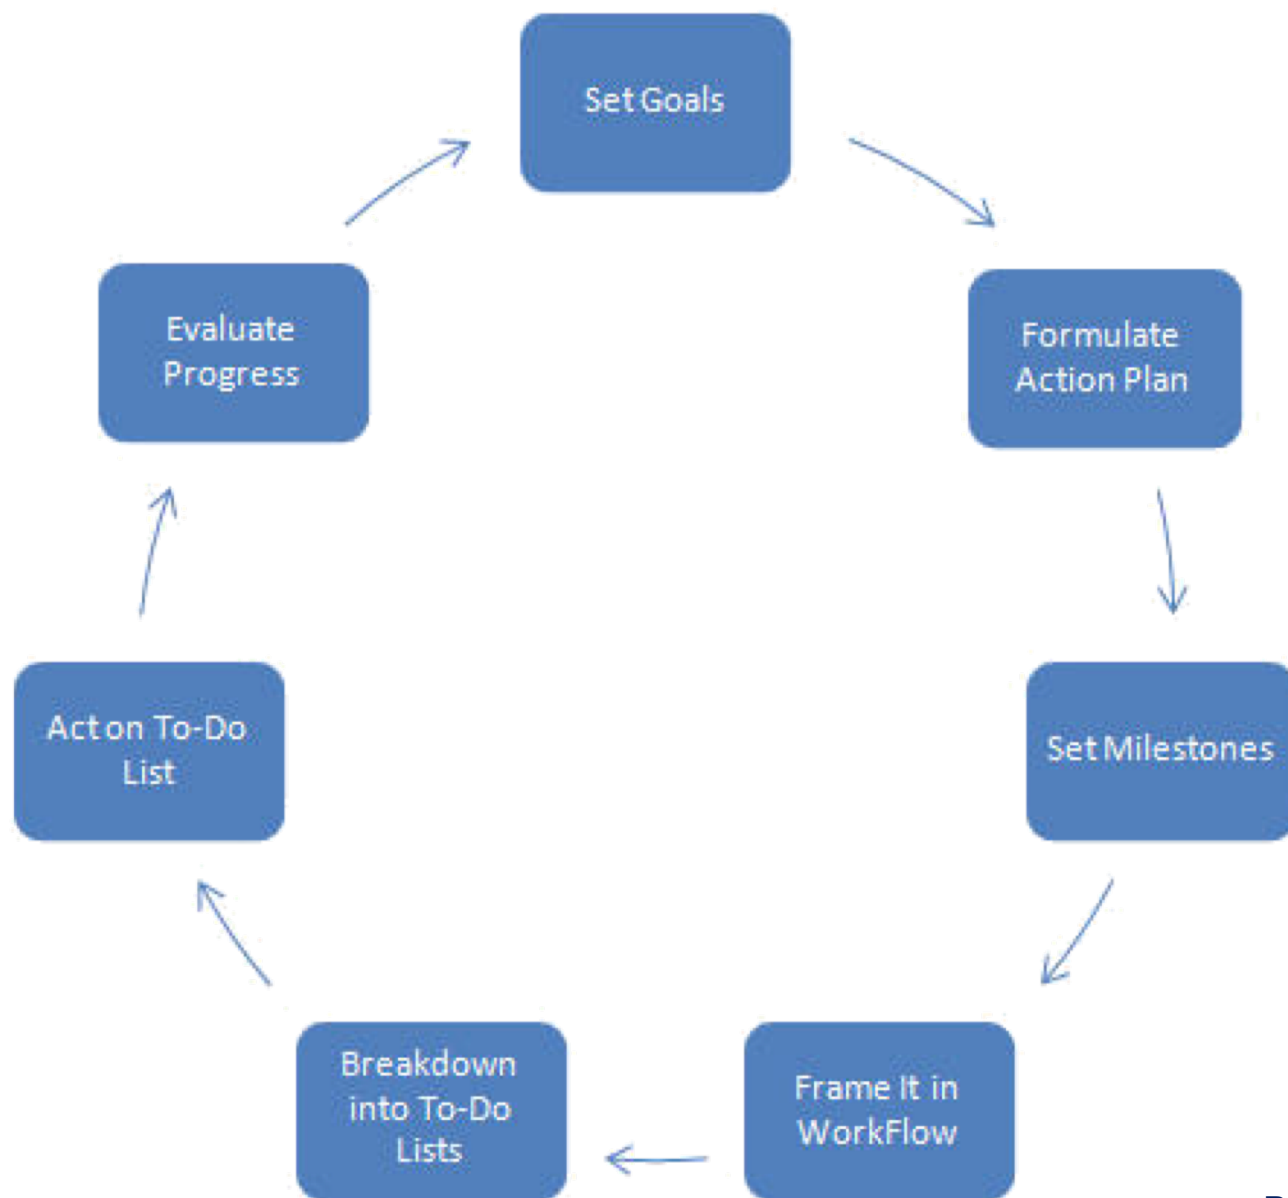 Set Goals
Formulate
Action Plan
Set Milestones
Frame It in
WorkFlow
Breakdown
into To-Do
Lists
Act on To-Do
List
Evaluate
Progress